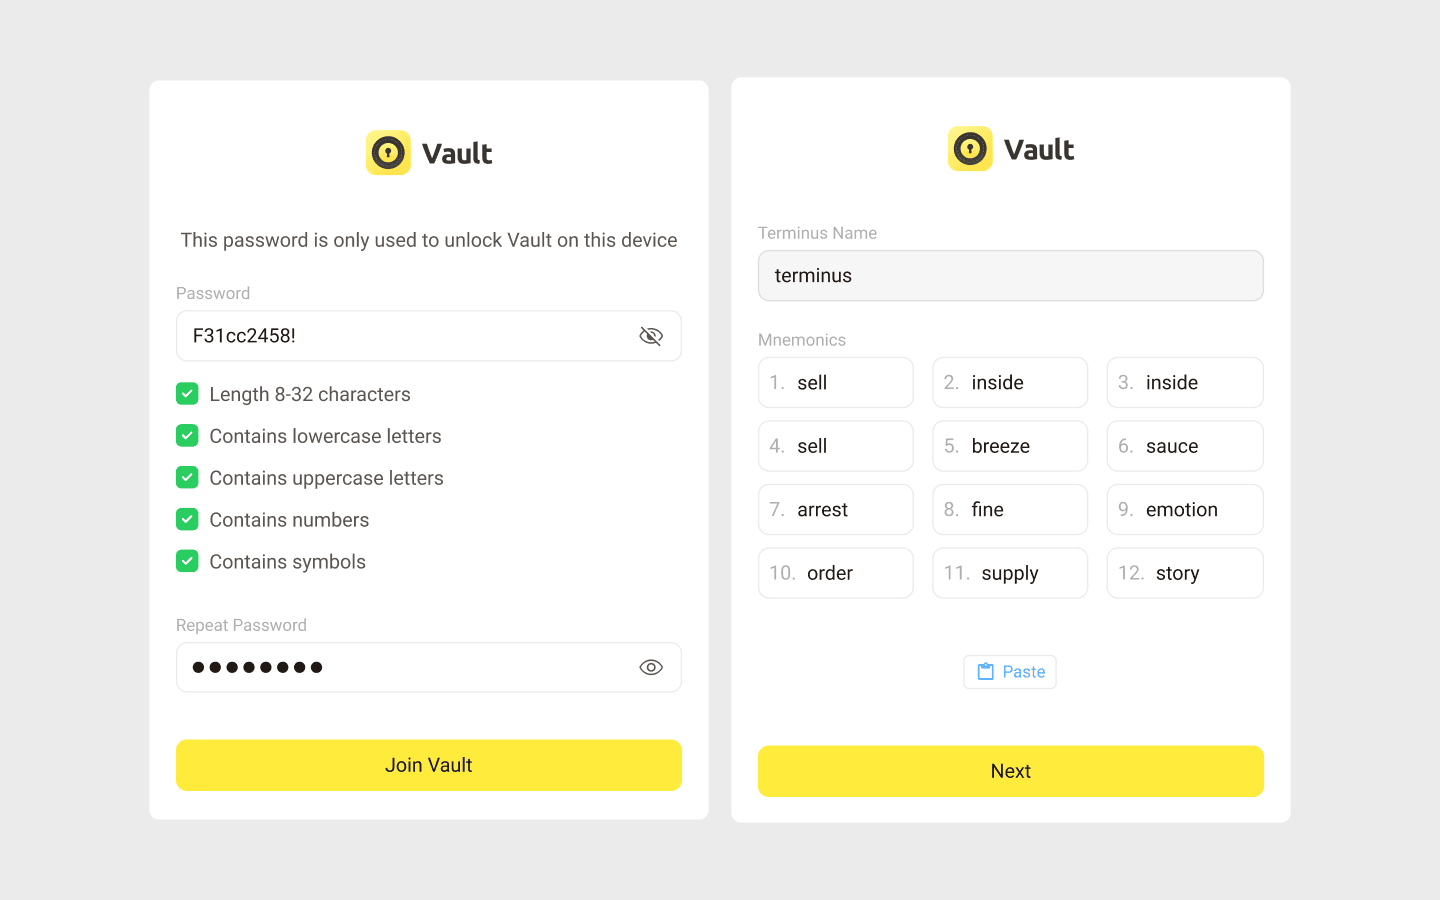 Vault
This password is only used to unlock Vault on this device
Password
F31cc2458!
Length 8-32 characters
Contains lowercase letters
Contains uppercase letters
Contains numbers
Contains symbols
Repeat Password
●●●●●●●●
Join Vault
Vault
Terminus Name
terminus
Mnemonics
1. sell 2. inside 3. inside
4. sell 5. breeze 6. sauce
7. arrest 8. fine 9. emotion
10. order 11. supply 12. story
Paste
Next